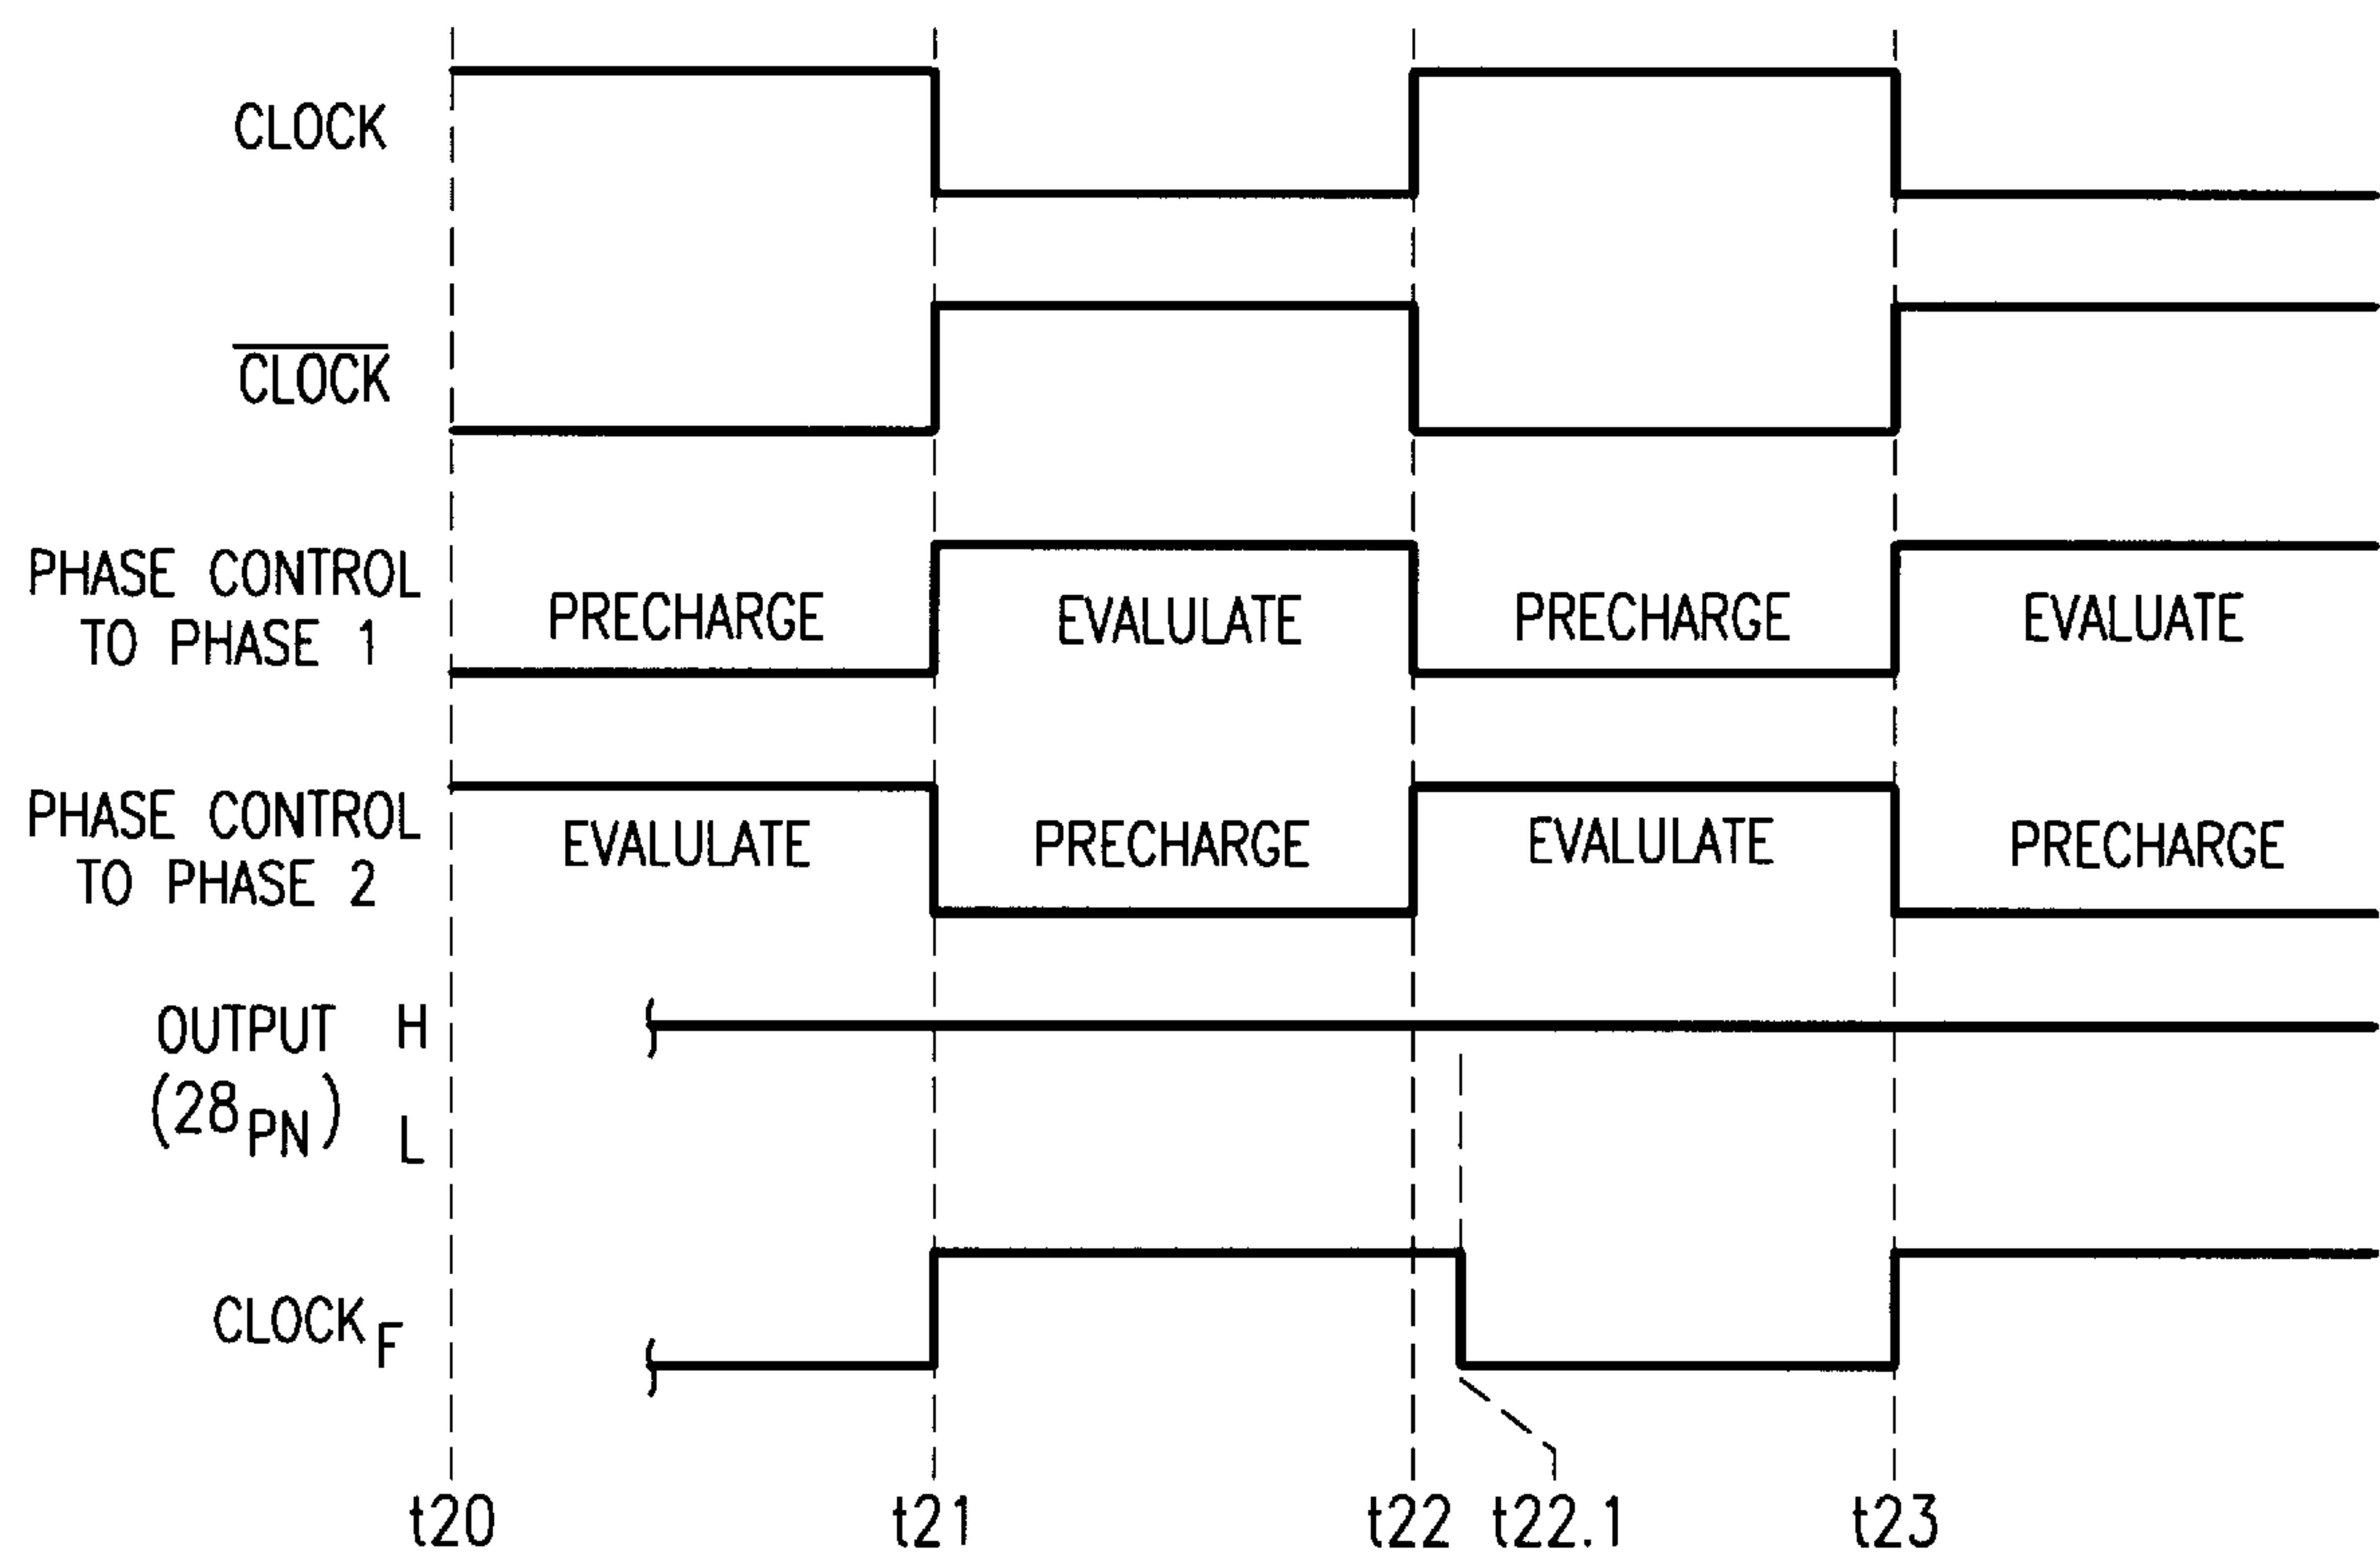 CLOCK
CLOCK
PHASE CONTROL
TO PHASE 1
PRECHARGE EVALULATE PRECHARGE EVALUATE
PHASE CONTROL
TO PHASE 2
EVALULATE PRECHARGE EVALULATE PRECHARGE
OUTPUT H
(28PN) L
CLOCKF
t20 t21 t22 t22.1 t23